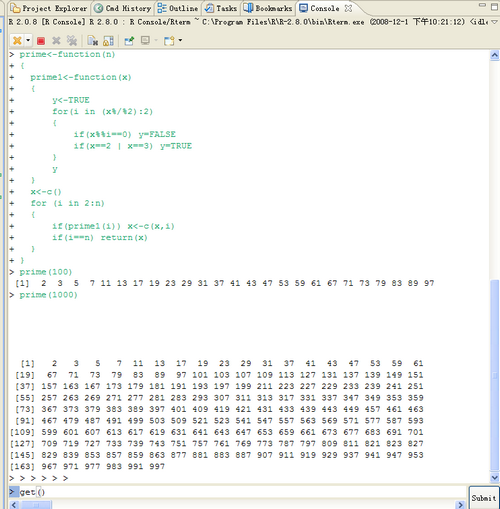 Project Explorer Cmd History Outline Tasks Bookmarks Console
R 2.8.0 [R Console] R 2.8.0 : R Console/Rterm ~ C:\Program Files\R\R-2.8.0\bin\Rterm.exe (2008-12-1 下午10:21:12) <idle
> prime<-function(n)
+ {
+ prime1<-function(x)
+ {
+ y<-TRUE
+ for(i in (x%/%2):2)
+ {
+ if(x%%i==0) y=FALSE
+ if(x==2 | x==3) y=TRUE
+ }
+ y
+ }
+ x<-c()
+ for (i in 2:n)
+ {
+ if(prime1(i)) x<-c(x,i)
+ if(i==n) return(x)
+ }
+ }
> prime(100)
[1] 2 3 5 7 11 13 17 19 23 29 31 37 41 43 47 53 59 61 67 71 73 79 83 89 97
> prime(1000)
[1] 2 3 5 7 11 13 17 19 23 29 31 37 41 43 47 53 59 61
[19] 67 71 73 79 83 89 97 101 103 107 109 113 127 131 137 139 149 151
[37] 157 163 167 173 179 181 191 193 197 199 211 223 227 229 233 239 241 251
[55] 257 263 269 271 277 281 283 293 307 311 313 317 331 337 347 349 353 359
[73] 367 373 379 383 389 397 401 409 419 421 431 433 439 443 449 457 461 463
[91] 467 479 487 491 499 503 509 521 523 541 547 557 563 569 571 577 587 593
[109] 599 601 607 613 617 619 631 641 643 647 653 659 661 673 677 683 691 701
[127] 709 719 727 733 739 743 751 757 761 769 773 787 797 809 811 821 823 827
[145] 829 839 853 857 859 863 877 881 883 887 907 911 919 929 937 941 947 953
[163] 967 971 977 983 991 997
> > > > > >
> get()
Submit